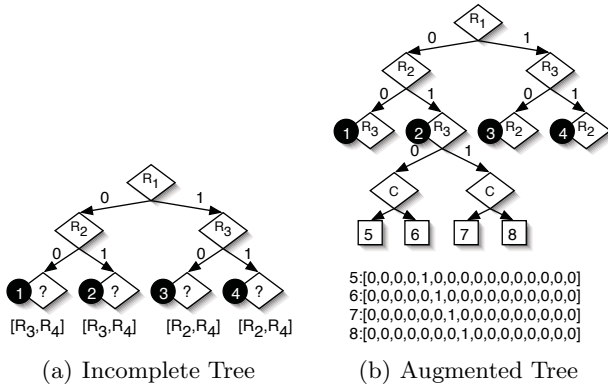 R1
0 1
R2 R3
0 1 0 1
1 R3 2 R3 3 R2 4 R2
0 1
C C
5 6 7 8
5:[0,0,0,0,1,0,0,0,0,0,0,0,0,0,0,0]
6:[0,0,0,0,0,1,0,0,0,0,0,0,0,0,0,0]
7:[0,0,0,0,0,0,1,0,0,0,0,0,0,0,0,0]
8:[0,0,0,0,0,0,0,1,0,0,0,0,0,0,0,0]
(b) Augmented Tree
R1
0 1
R2 R3
0 1 0 1
1 ? 2 ? 3 ? 4 ?
[R3,R4] [R3,R4] [R2,R4] [R2,R4]
(a) Incomplete Tree